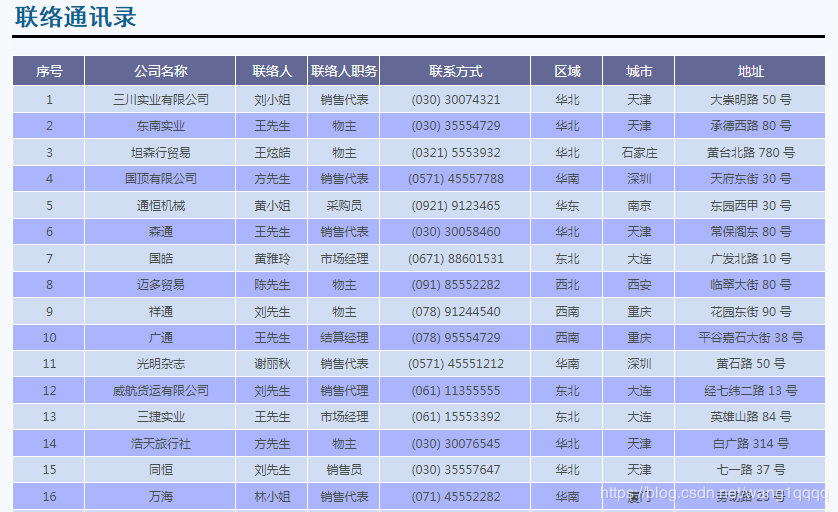 联络通讯录
序号 公司名称 联络人 联络人职务 联系方式 区域 城市 地址
1 三川实业有限公司 刘小姐 销售代表 (030) 30074321 华北 天津 大崇明路 50 号
2 东南实业 王先生 物主 (030) 35554729 华北 天津 承德西路 80 号
3 坦森行贸易 王炫皓 物主 (0321) 5553932 华北 石家庄 黄台北路 780 号
4 国顶有限公司 方先生 销售代表 (0571) 45557788 华南 深圳 天府东街 30 号
5 通恒机械 黄小姐 采购员 (0921) 9123465 华东 南京 东园西甲 30 号
6 森通 王先生 销售代表 (030) 30058460 华北 天津 常保阁东 80 号
7 国皓 黄雅玲 市场经理 (0671) 88601531 东北 大连 广发北路 10 号
8 迈多贸易 陈先生 物主 (091) 85552282 西北 西安 临翠大街 80 号
9 祥通 刘先生 物主 (078) 91244540 西南 重庆 花园东街 90 号
10 广通 王先生 结算经理 (078) 95554729 西南 重庆 平谷嘉石大街 38 号
11 光明杂志 谢丽秋 销售代表 (0571) 45551212 华南 深圳 黄石路 50 号
12 威航货运有限公司 刘先生 销售代理 (061) 11355555 东北 大连 经七纬二路 13 号
13 三捷实业 王先生 市场经理 (061) 15553392 东北 大连 英雄山路 84 号
14 浩天旅行社 方先生 物主 (030) 30076545 华北 天津 白广路 314 号
15 同恒 刘先生 销售员 (030) 35557647 华北 天津 七一路 37 号
16 万海 林小姐 销售代表 (071) 45552282 华南 厦门 劳动路 23 号